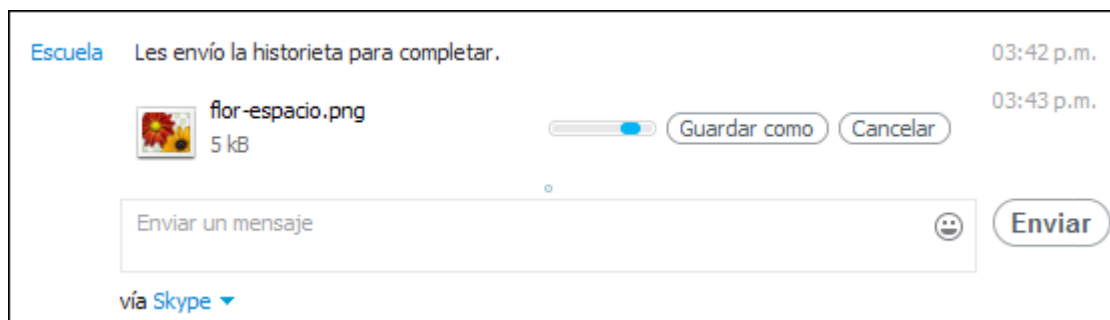 Escuela Les envío la historieta para completar. 03:42 p.m.
flor-espacio.png 03:43 p.m.
5 kB Guardar como Cancelar
Enviar un mensaje Enviar
vía Skype